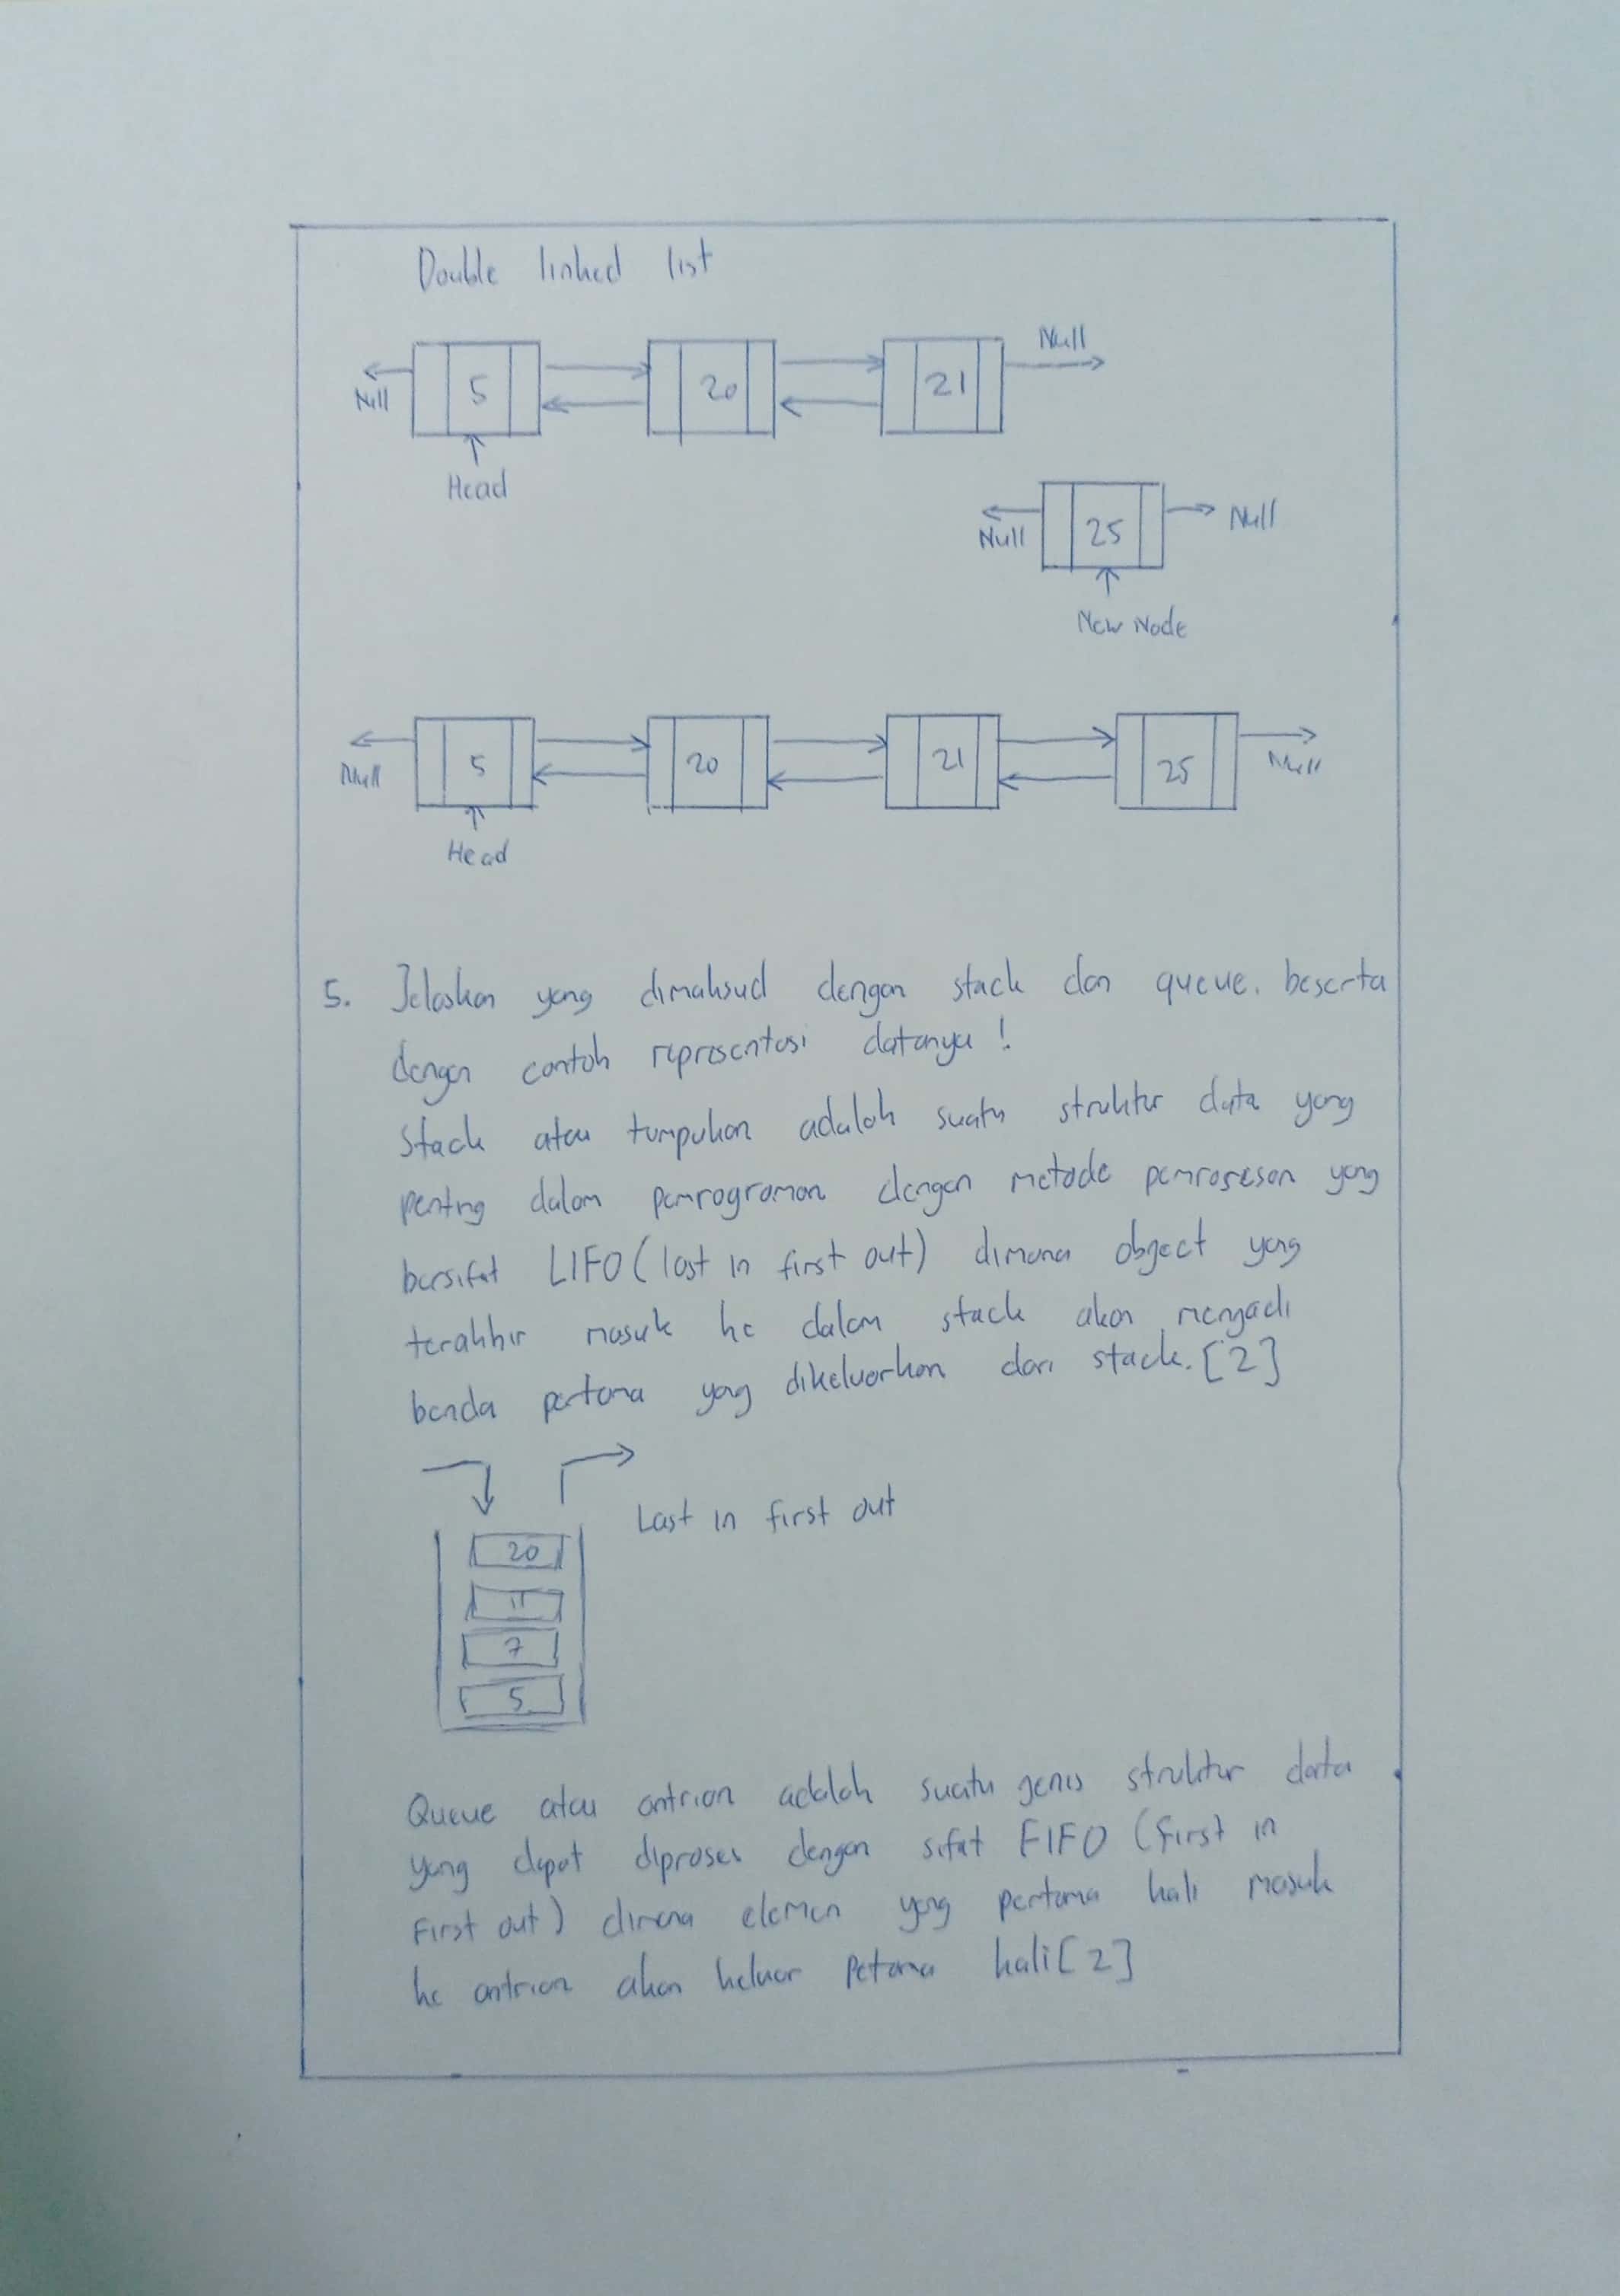 Double linked list
Null
5 20 21
Null
Head
Null 25 Null
New Node
5 20 21 25
Null Null
Head
5. Jelaskan yang dimaksud dengan stack dan queue. beserta
dengan contoh representasi datanya !
Stack atau tumpukan adalah suatu struktur data yang
penting dalam pemrograman dengan metode pemrosesan yang
bersifat LIFO (last in first out) dimana object yang
terakhir masuk ke dalam stack akan menjadi
benda pertama yang dikeluarkan dari stack. [2]
Last in first out
20
11
7
5
Queue atau antrian adalah suatu jenis struktur data
yang dapat diproses dengan sifat FIFO (First in
First out) dimana elemen yang pertama kali masuk
ke antrian akan keluar Petama kali [2]